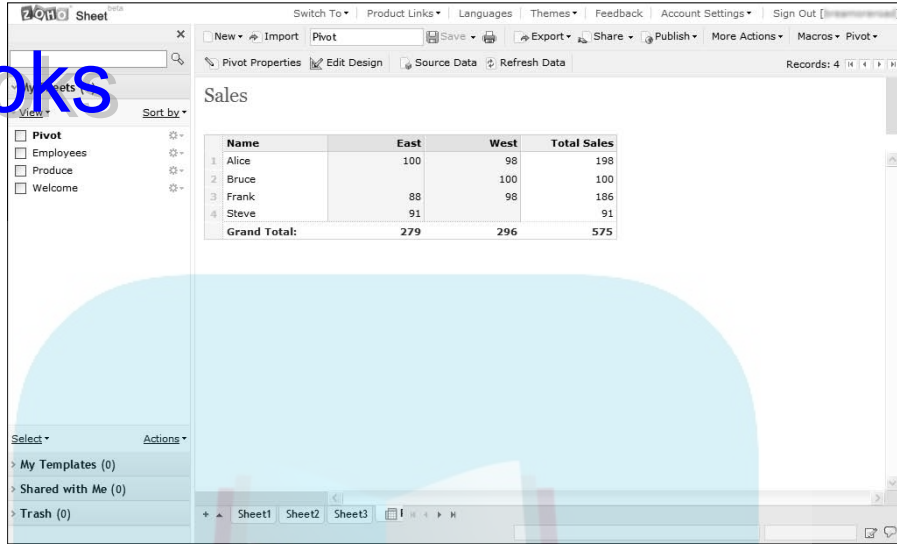 ZOHO Sheet beta
Switch To Product Links Languages Themes Feedback Account Settings Sign Out [
New Import Pivot Save Export Share Publish More Actions Macros Pivot
Pivot Properties Edit Design Source Data Refresh Data Records: 4
oks
View Sort by
Pivot
Employees
Produce
Welcome
Select Actions
> My Templates (0)
> Shared with Me (0)
> Trash (0)
Sales
Name East West Total Sales
1 Alice 100 98 198
2 Bruce 100 100
3 Frank 88 98 186
4 Steve 91 91
Grand Total: 279 296 575
+ Sheet1 Sheet2 Sheet3